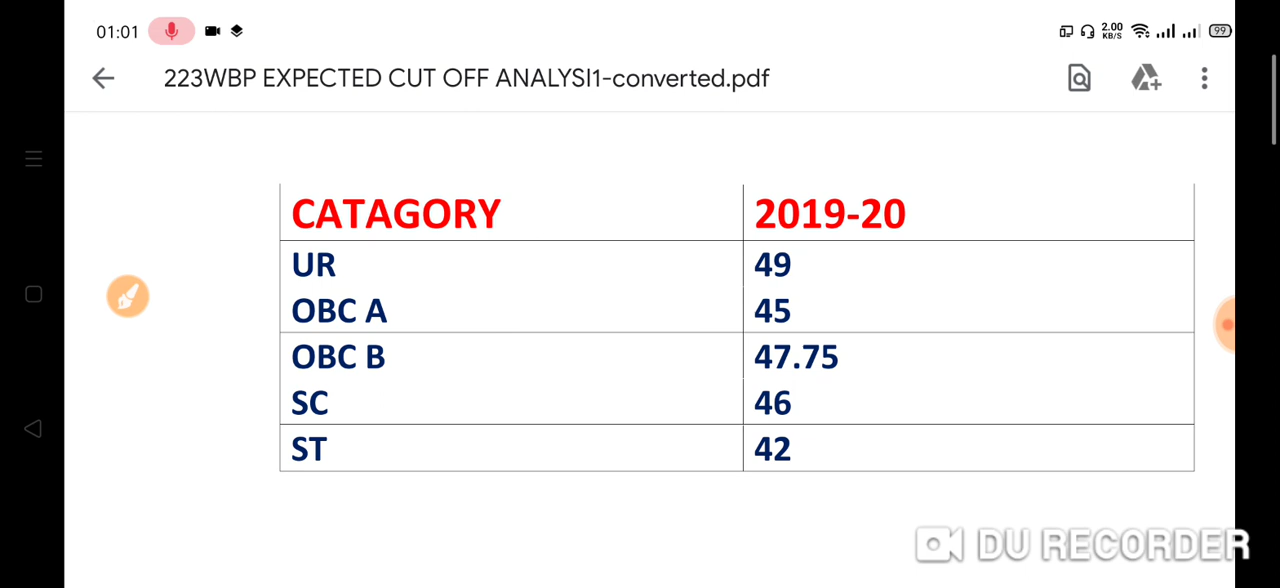 01:01 2.00 KB/S 99
223WBP EXPECTED CUT OFF ANALYSI1-converted.pdf
CATAGORY 2019-20
UR 49
OBC A 45
OBC B 47.75
SC 46
ST 42
DU RECORDER